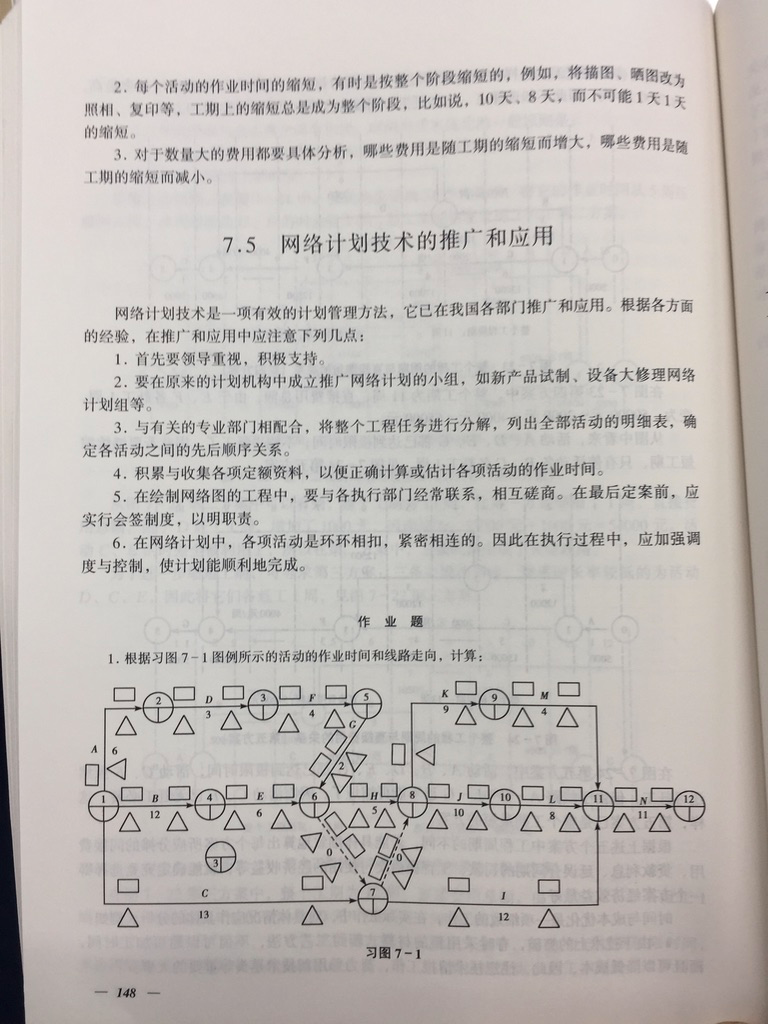 2. 每个活动的作业时间的缩短，有时是按整个阶段缩短的，例如，将描图、晒图改为
照相、复印等，工期上的缩短总是成为整个阶段，比如说，10 天、8 天，而不可能 1 天 1 天
的缩短。
3. 对于数量大的费用都要具体分析，哪些费用是随工期的缩短而增大，哪些费用是随
工期的缩短而减小。
7.5 网络计划技术的推广和应用
网络计划技术是一项有效的计划管理方法，它已在我国各部门推广和应用。根据各方面
的经验，在推广和应用中应注意下列几点：
1. 首先要领导重视，积极支持。
2. 要在原来的计划机构中成立推广网络计划的小组，如新产品试制、设备大修理网络
计划组等。
3. 与有关的专业部门相配合，将整个工程任务进行分解，列出全部活动的明细表，确
定各活动之间的先后顺序关系。
4. 积累与收集各项定额资料，以便正确计算或估计各项活动的作业时间。
5. 在绘制网络图的工程中，要与各执行部门经常联系，相互磋商。在最后定案前，应
实行会签制度，以明职责。
6. 在网络计划中，各项活动是环环相扣，紧密相连的。因此在执行过程中，应加强调
度与控制，使计划能顺利地完成。
作 业 题
1. 根据习图 7-1 图例所示的活动的作业时间和线路走向，计算：
2 D 3 3 F 4 5 K 9 9 M 4
A 6 G 2
1 B 12 4 E 6 6 H 5 8 J 10 10 L 8 11 N 11 12
3 0 0
C 13 7 I 12
习图 7-1
— 148 —